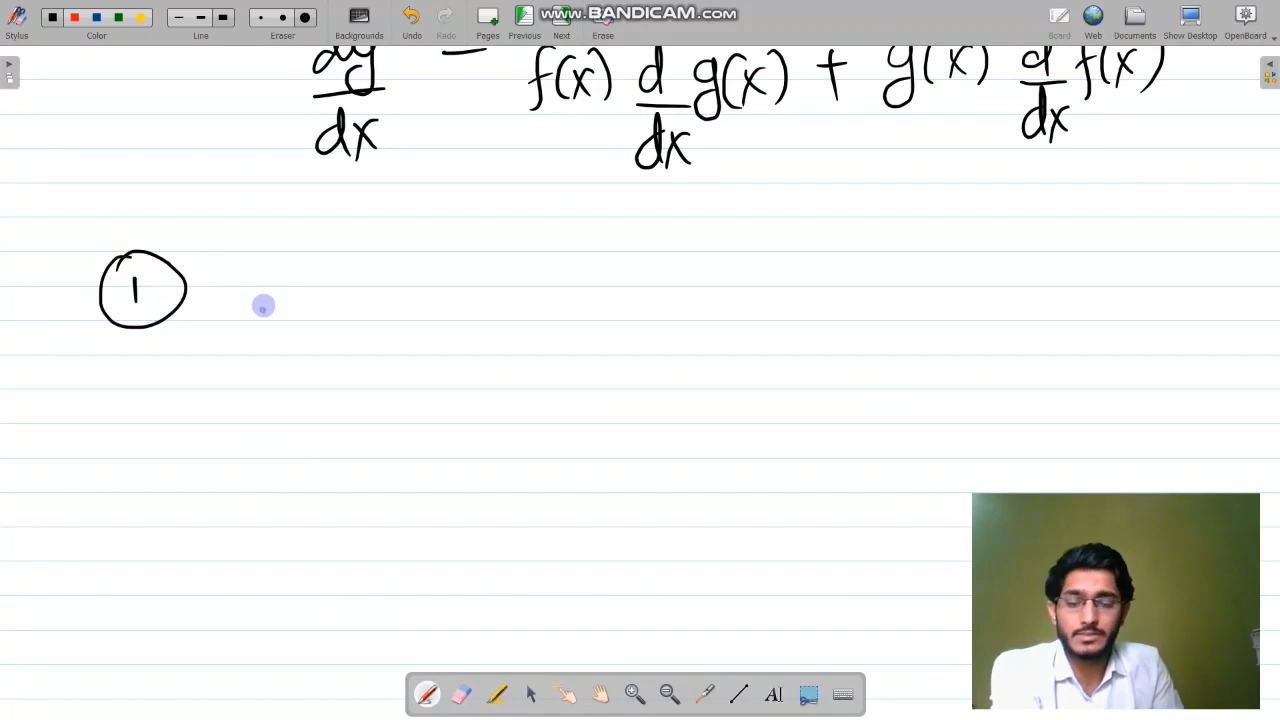 WWW.BANDICAM.COM
Stylus Color Line Eraser Backgrounds Undo Redo Pages Previous Next Erase Board Web Documents Show Desktop OpenBoard
dy/dx = f(x) d/dx g(x) + g(x) d/dx f(x)
1